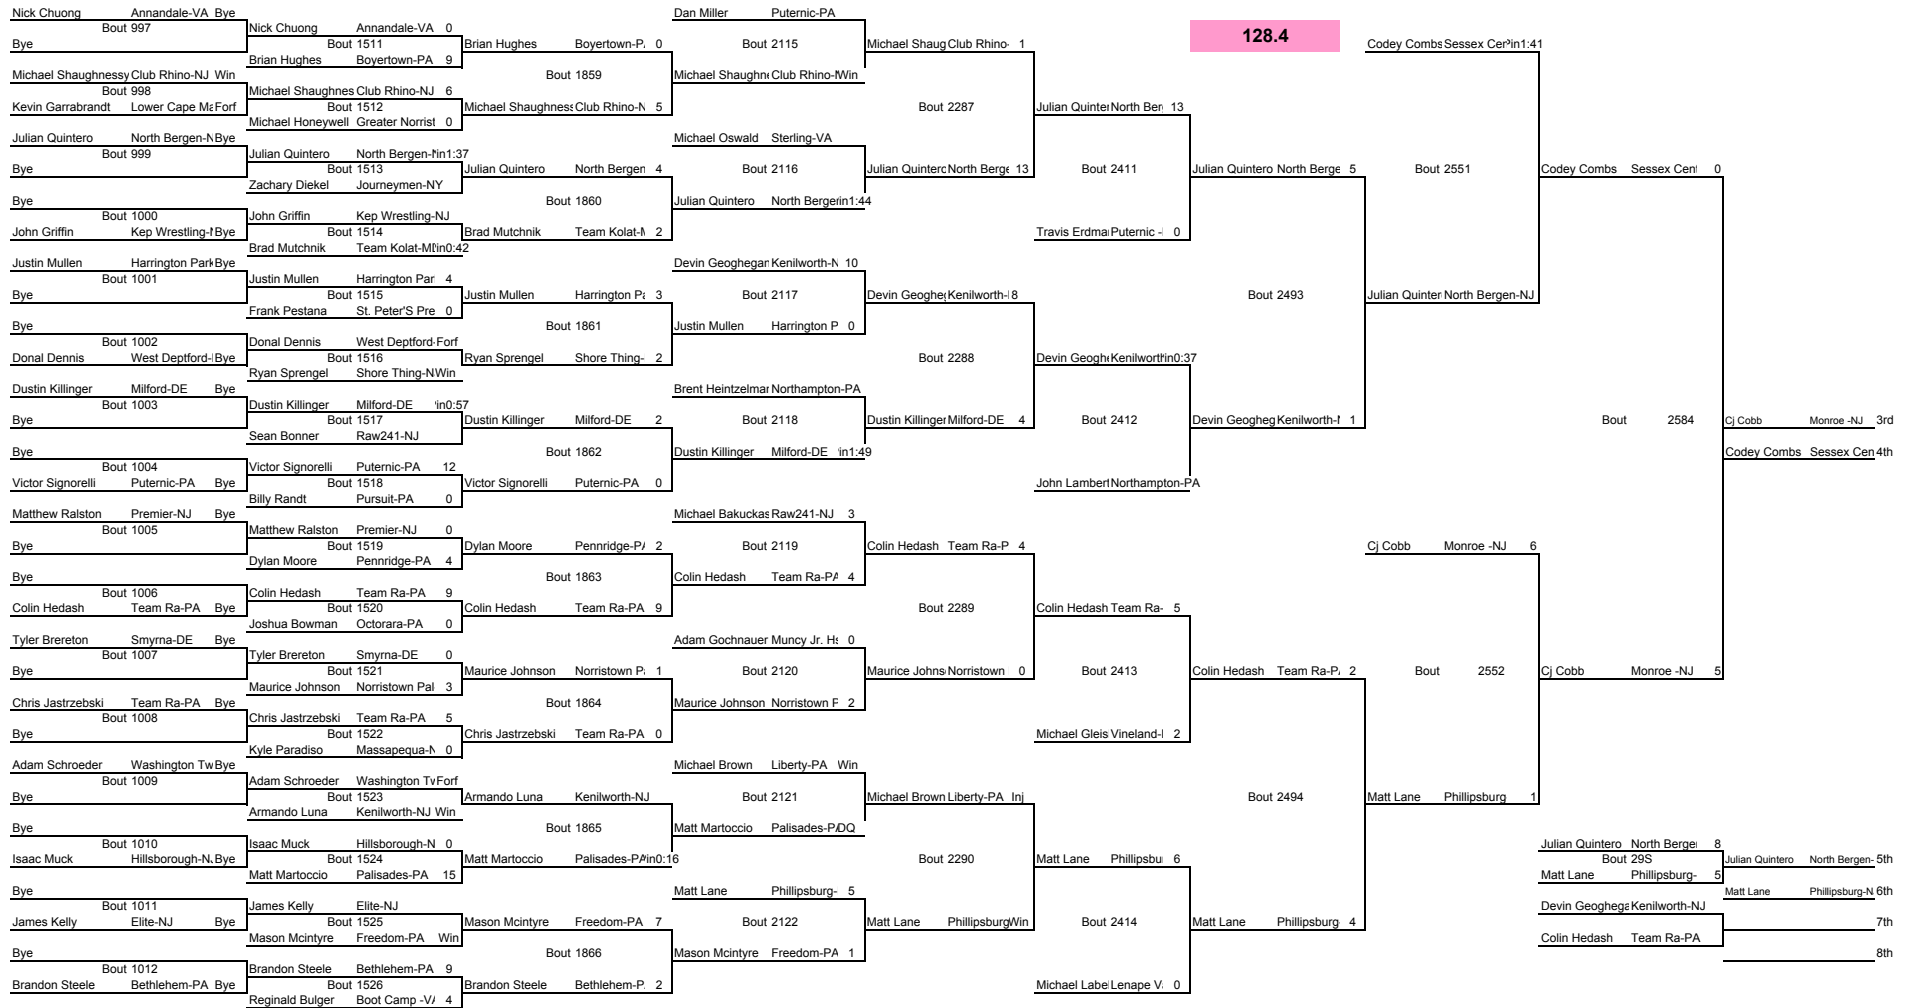 Nick Chuong Annandale-VA Bye
Bout 997
Bye
Michael Shaughnessy Club Rhino-NJ Win
Bout 998
Kevin Garrabrandt Lower Cape Ma Forf
Julian Quintero North Bergen-N Bye
Bout 999
Bye
Bye
Bout 1000
John Griffin Kep Wrestling-N Bye
Justin Mullen Harrington Park Bye
Bout 1001
Bye
Bye
Bout 1002
Donal Dennis West Deptford- Bye
Dustin Killinger Milford-DE Bye
Bout 1003
Bye
Bye
Bout 1004
Victor Signorelli Puternic-PA Bye
Matthew Ralston Premier-NJ Bye
Bout 1005
Bye
Bye
Bout 1006
Colin Hedash Team Ra-PA Bye
Tyler Brereton Smyrna-DE Bye
Bout 1007
Bye
Chris Jastrzebski Team Ra-PA Bye
Bout 1008
Bye
Adam Schroeder Washington Tw Bye
Bout 1009
Bye
Bye
Bout 1010
Isaac Muck Hillsborough-NJ Bye
Bye
Bout 1011
James Kelly Elite-NJ Bye
Bye
Bout 1012
Brandon Steele Bethlehem-PA Bye
Nick Chuong Annandale-VA 0
Bout 1511
Brian Hughes Boyertown-PA 9
Michael Shaughnes Club Rhino-NJ 6
Bout 1512
Michael Honeywell Greater Norrist 0
Julian Quintero North Bergen- in1:37
Bout 1513
Zachary Diekel Journeymen-NY
John Griffin Kep Wrestling-NJ
Bout 1514
Brad Mutchnik Team Kolat-M in0:42
Justin Mullen Harrington Par 4
Bout 1515
Frank Pestana St. Peter'S Pre 0
Donal Dennis West Deptford- Forf
Bout 1516
Ryan Sprengel Shore Thing-N Win
Dustin Killinger Milford-DE in0:57
Bout 1517
Sean Bonner Raw241-NJ
Victor Signorelli Puternic-PA 12
Bout 1518
Billy Randt Pursuit-PA 0
Matthew Ralston Premier-NJ 0
Bout 1519
Dylan Moore Pennridge-PA 4
Colin Hedash Team Ra-PA 9
Bout 1520
Joshua Bowman Octorara-PA 0
Tyler Brereton Smyrna-DE 0
Bout 1521
Maurice Johnson Norristown Pal 3
Chris Jastrzebski Team Ra-PA 5
Bout 1522
Kyle Paradiso Massapequa-N 0
Adam Schroeder Washington Tv Forf
Bout 1523
Armando Luna Kenilworth-NJ Win
Isaac Muck Hillsborough-N 0
Bout 1524
Matt Martoccio Palisades-PA 15
James Kelly Elite-NJ
Bout 1525
Mason Mcintyre Freedom-PA Win
Brandon Steele Bethlehem-PA 9
Bout 1526
Reginald Bulger Boot Camp -VA 4
Brian Hughes Boyertown-PA 0
Bout 1859
Michael Shaughness Club Rhino-N 5
Julian Quintero North Bergen 4
Bout 1860
Brad Mutchnik Team Kolat-M 2
Justin Mullen Harrington Pa 3
Bout 1861
Ryan Sprengel Shore Thing- 2
Dustin Killinger Milford-DE 2
Bout 1862
Victor Signorelli Puternic-PA 0
Dylan Moore Pennridge-PA 2
Bout 1863
Colin Hedash Team Ra-PA 9
Maurice Johnson Norristown Pa 1
Bout 1864
Chris Jastrzebski Team Ra-PA 0
Armando Luna Kenilworth-NJ
Bout 1865
Matt Martoccio Palisades-PA in0:16
Mason Mcintyre Freedom-PA 7
Bout 1866
Brandon Steele Bethlehem-P 2
Dan Miller Puternic-PA
Bout 2115
Michael Shaughne Club Rhino- Win
Michael Oswald Sterling-VA
Bout 2116
Julian Quintero North Bergen in1:44
Devin Geoghegan Kenilworth-N 10
Bout 2117
Justin Mullen Harrington P 0
Brent Heintzelman Northampton-PA
Bout 2118
Dustin Killinger Milford-DE in1:49
Michael Bakuckas Raw241-NJ 3
Bout 2119
Colin Hedash Team Ra-PA 4
Adam Gochnauer Muncy Jr. Hs 0
Bout 2120
Maurice Johnson Norristown P 2
Michael Brown Liberty-PA Win
Bout 2121
Matt Martoccio Palisades-PA DQ
Matt Lane Phillipsburg- 5
Bout 2122
Mason Mcintyre Freedom-PA 1
Michael Shaug Club Rhino- 1
Bout 2287
Julian Quinterc North Berge 13
Devin Geogheg Kenilworth- 8
Bout 2288
Dustin Killinger Milford-DE 4
Colin Hedash Team Ra-P 4
Bout 2289
Maurice Johns Norristown 0
Michael Brown Liberty-PA Inj
Bout 2290
Matt Lane Phillipsburg Win
Julian Quinter North Ber 13
Bout 2411
Travis Erdma Puternic - 0
Devin Geogh Kenilworth in0:37
Bout 2412
John Lambert Northampton-PA
Colin Hedash Team Ra- 5
Bout 2413
Michael Gleis Vineland- 2
Matt Lane Phillipsbu 6
Bout 2414
Michael Label Lenape V 0
128.4
Julian Quintero North Berge 5
Bout 2493
Devin Geogheg Kenilworth-N 1
Colin Hedash Team Ra-PA 2
Bout 2494
Matt Lane Phillipsburg- 4
Codey Combs Sessex Cen in1:41
Bout 2551
Julian Quinter North Bergen-NJ
Cj Cobb Monroe -NJ 6
Bout 2552
Matt Lane Phillipsburg 1
Codey Combs Sessex Cent 0
Bout 2584
Cj Cobb Monroe -NJ 5
Cj Cobb Monroe -NJ 3rd
Codey Combs Sessex Cen 4th
Julian Quintero North Berge 8
Bout 29S
Matt Lane Phillipsburg- 5
Devin Geoghega Kenilworth-NJ
Colin Hedash Team Ra-PA
Julian Quintero North Bergen- 5th
Matt Lane Phillipsburg-N 6th
7th
8th